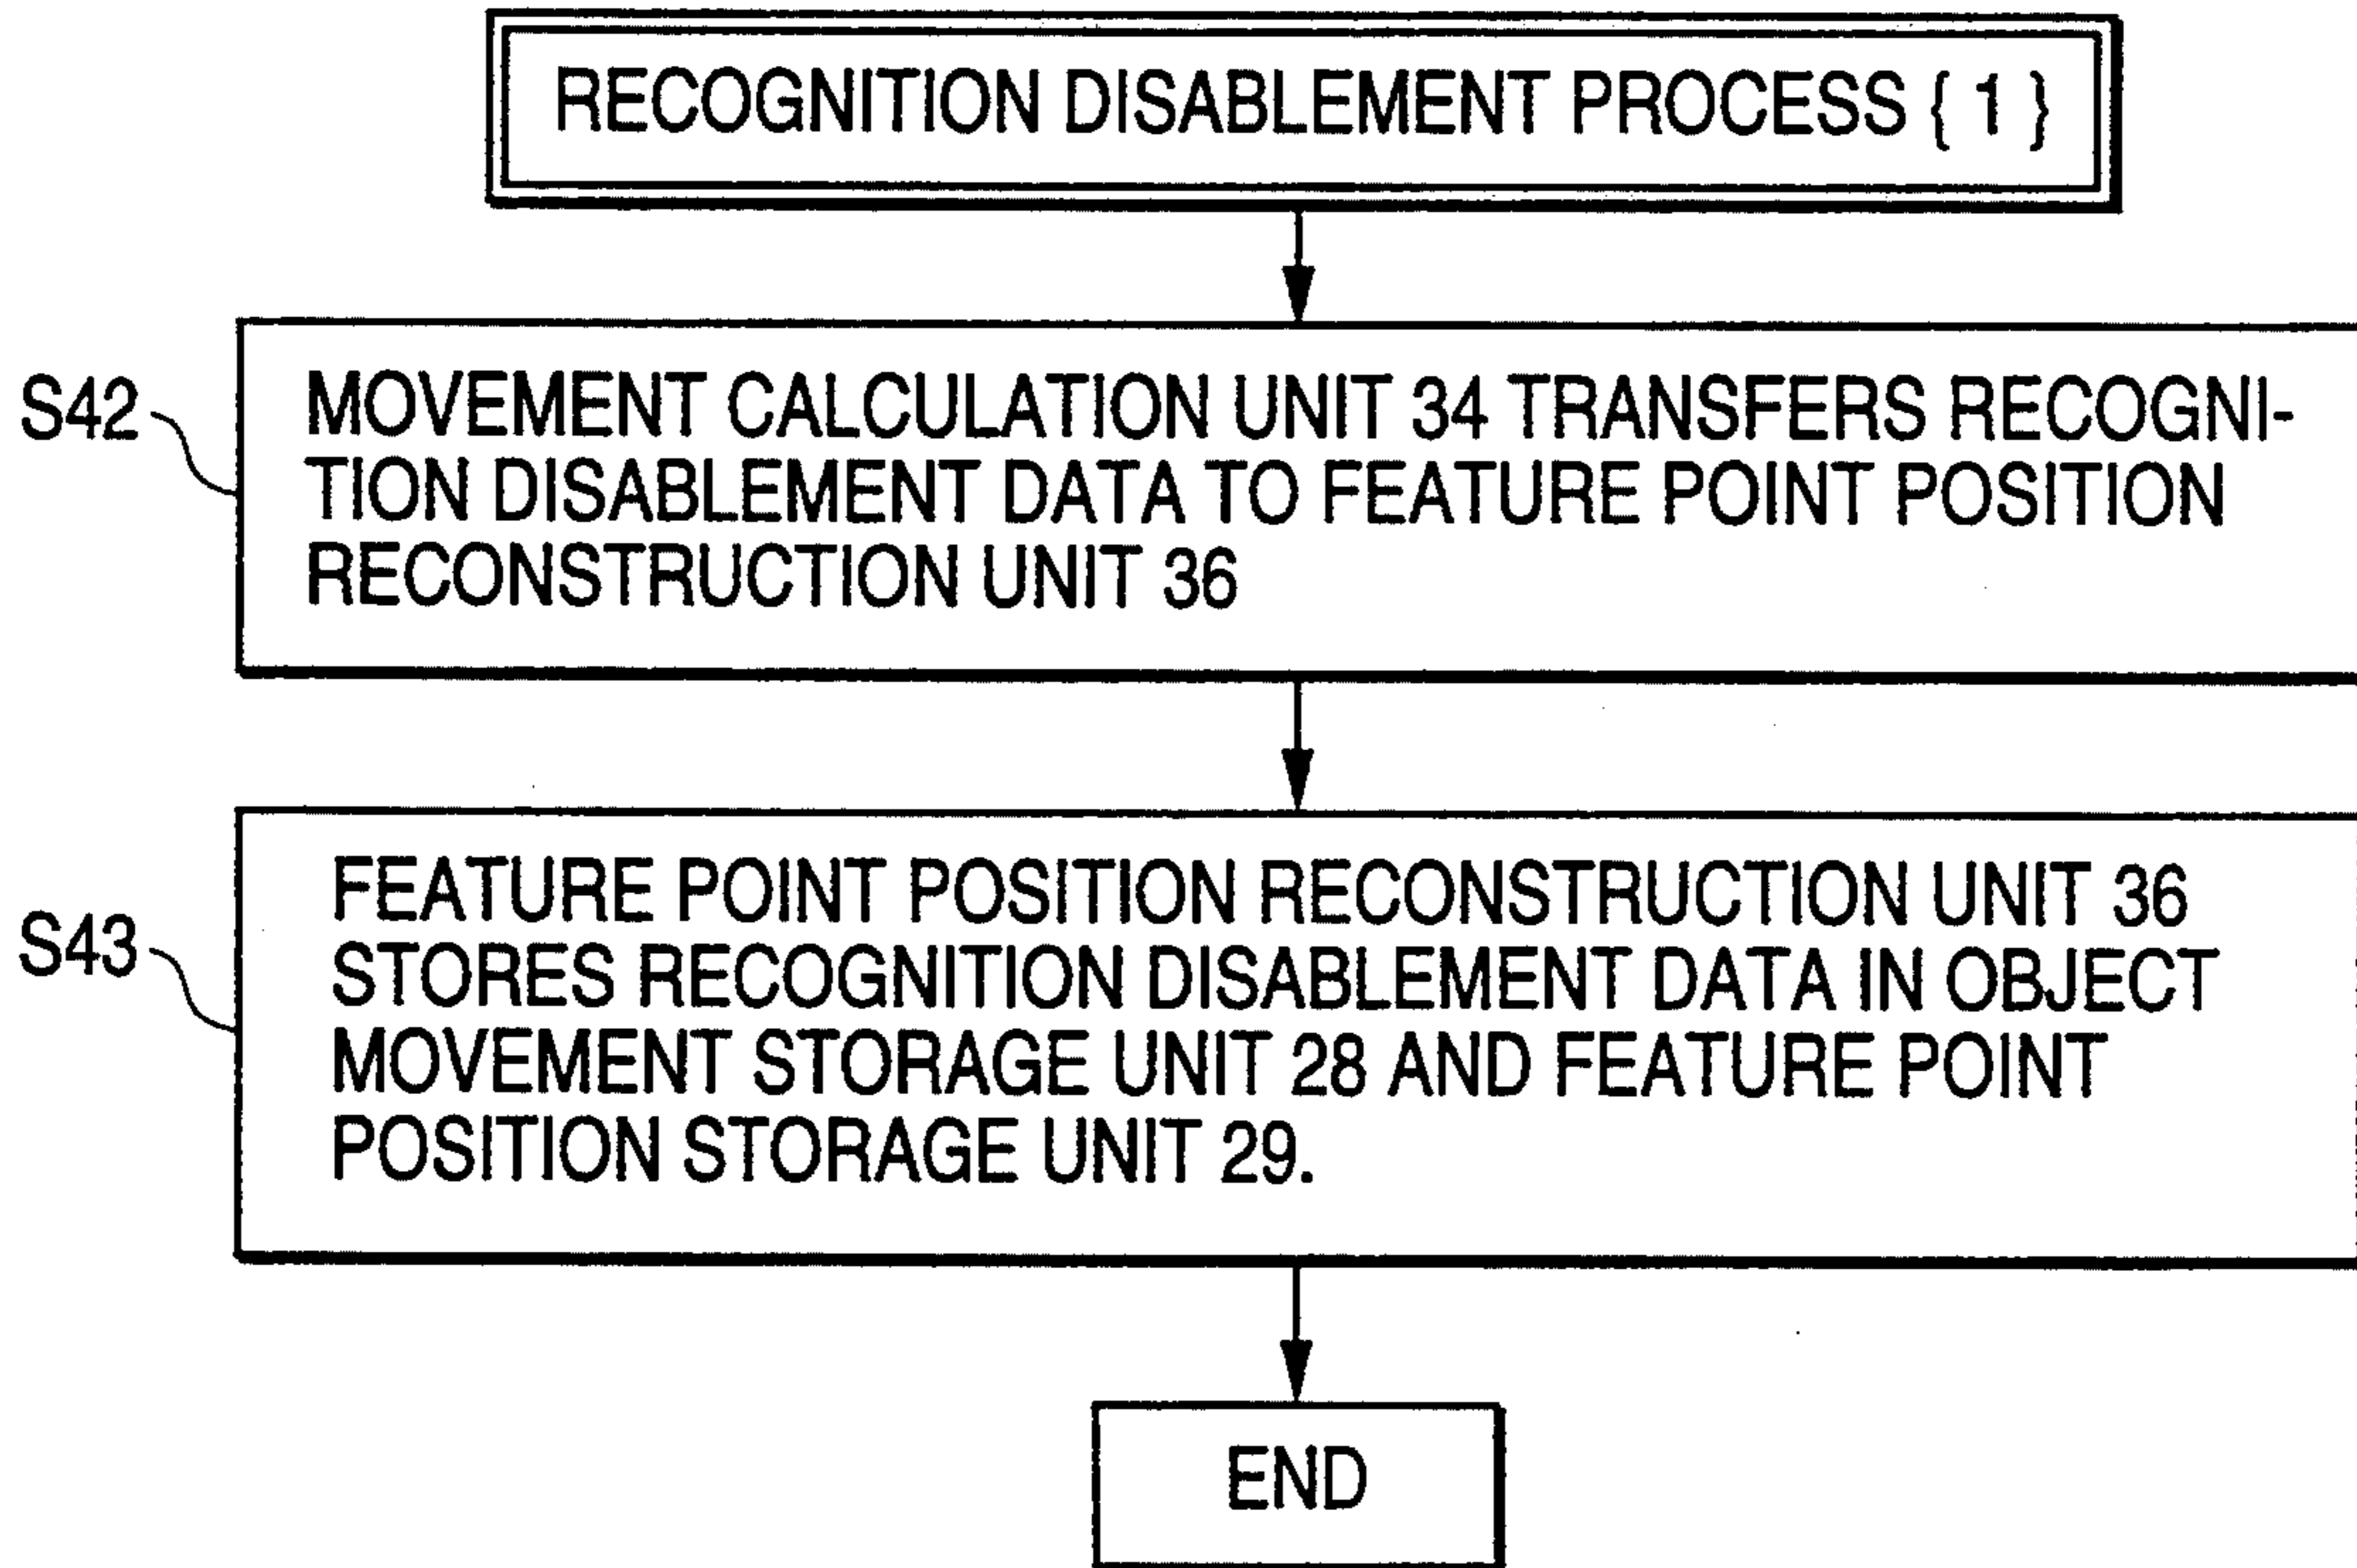 RECOGNITION DISABLEMENT PROCESS { 1 }
S42
MOVEMENT CALCULATION UNIT 34 TRANSFERS RECOGNI-
TION DISABLEMENT DATA TO FEATURE POINT POSITION
RECONSTRUCTION UNIT 36
S43
FEATURE POINT POSITION RECONSTRUCTION UNIT 36
STORES RECOGNITION DISABLEMENT DATA IN OBJECT
MOVEMENT STORAGE UNIT 28 AND FEATURE POINT
POSITION STORAGE UNIT 29.
END